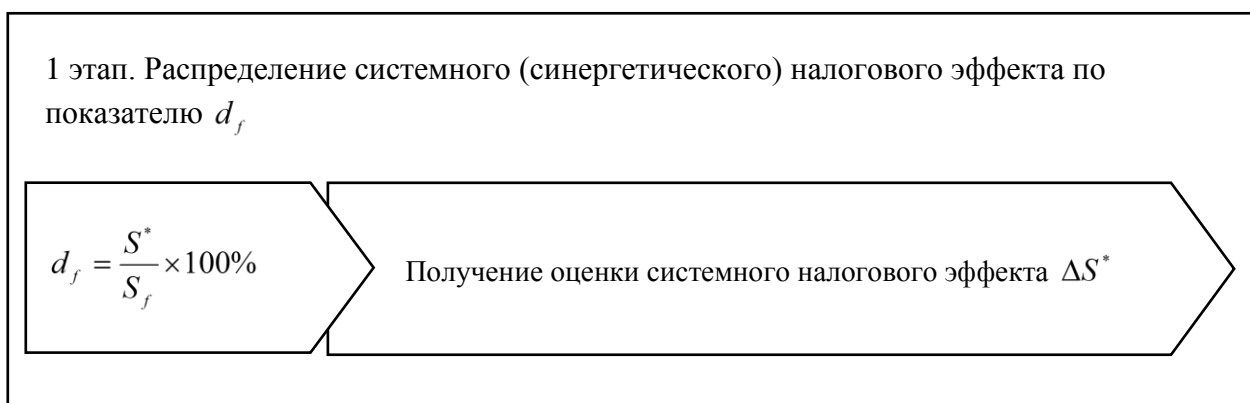 1 этап. Распределение системного (синергетического) налогового эффекта по
показателю d_f
d_f = S^* / S_f × 100%
Получение оценки системного налогового эффекта ΔS^*